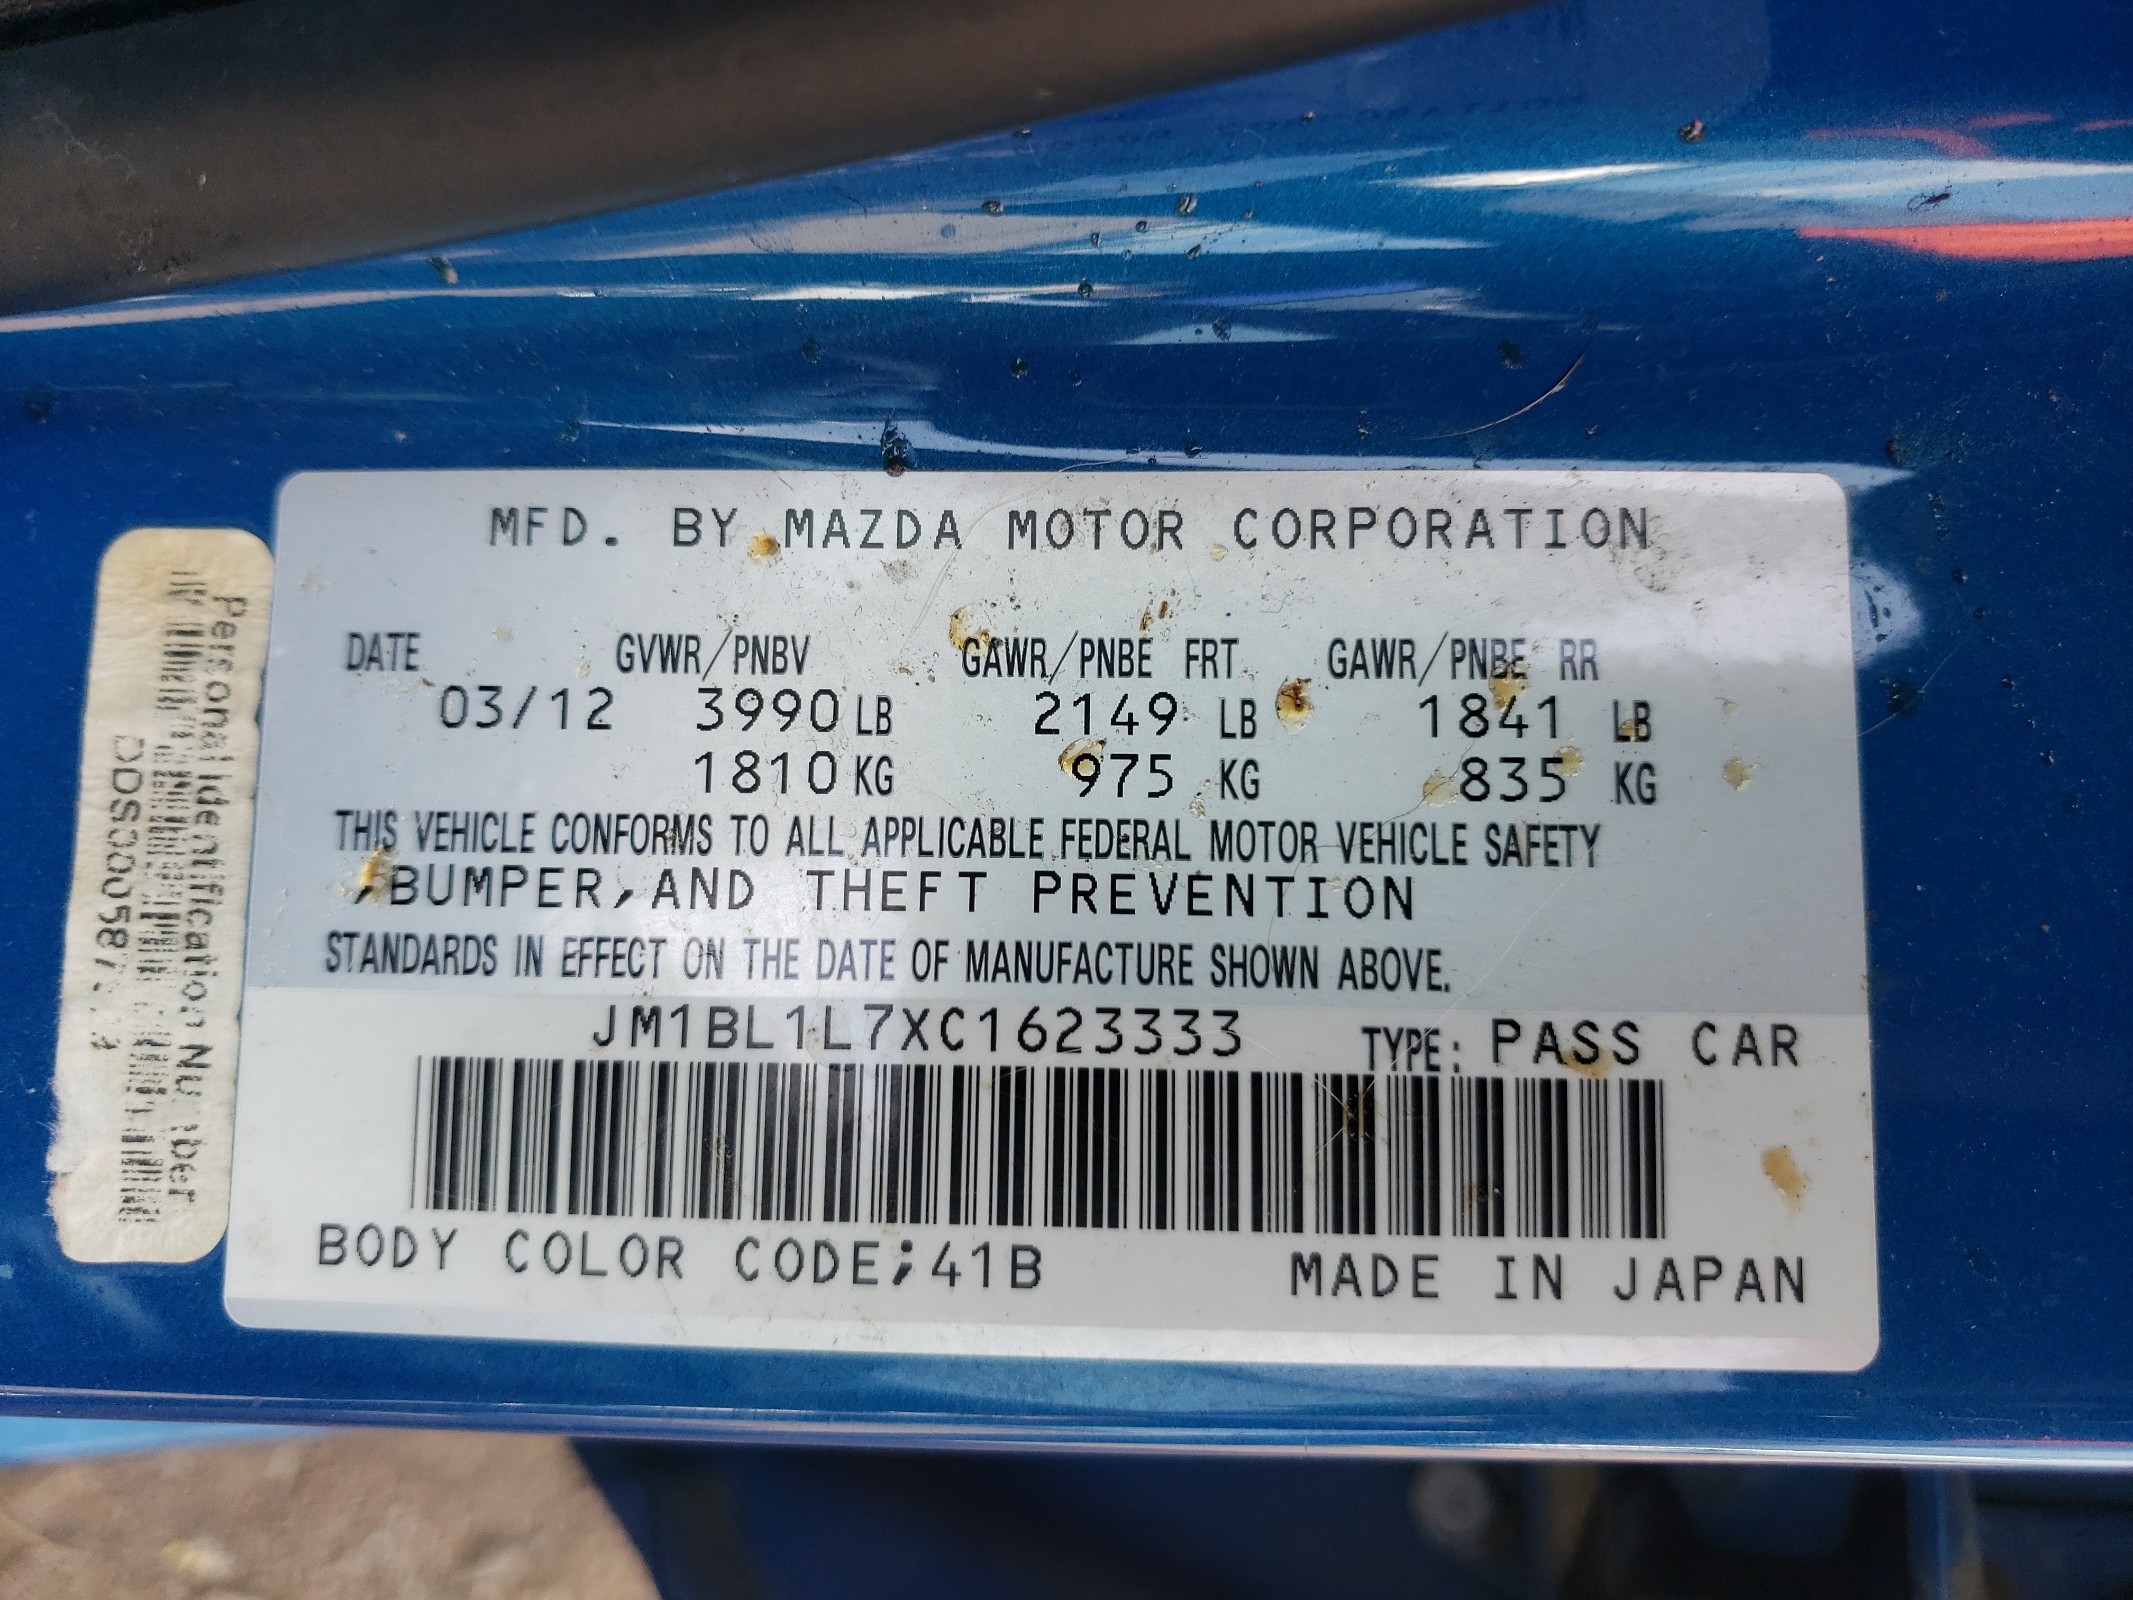 MFD. BY MAZDA MOTOR CORPORATION
DATE GVWR/PNBV GAWR/PNBE FRT GAWR/PNBE RR
03/12 3990 LB 2149 LB 1841 LB
1810 KG 975 KG 835 KG
THIS VEHICLE CONFORMS TO ALL APPLICABLE FEDERAL MOTOR VEHICLE SAFETY
,BUMPER,AND THEFT PREVENTION
STANDARDS IN EFFECT ON THE DATE OF MANUFACTURE SHOWN ABOVE.
JM1BL1L7XC1623333 TYPE: PASS CAR
BODY COLOR CODE;41B MADE IN JAPAN
Personal Identification Number